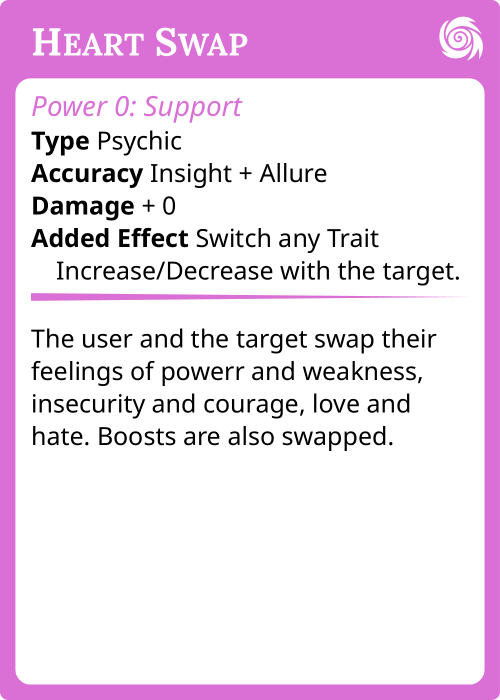 Heart Swap
Power 0: Support
Type Psychic
Accuracy Insight + Allure
Damage + 0
Added Effect Switch any Trait
Increase/Decrease with the target.
The user and the target swap their
feelings of powerr and weakness,
insecurity and courage, love and
hate. Boosts are also swapped.